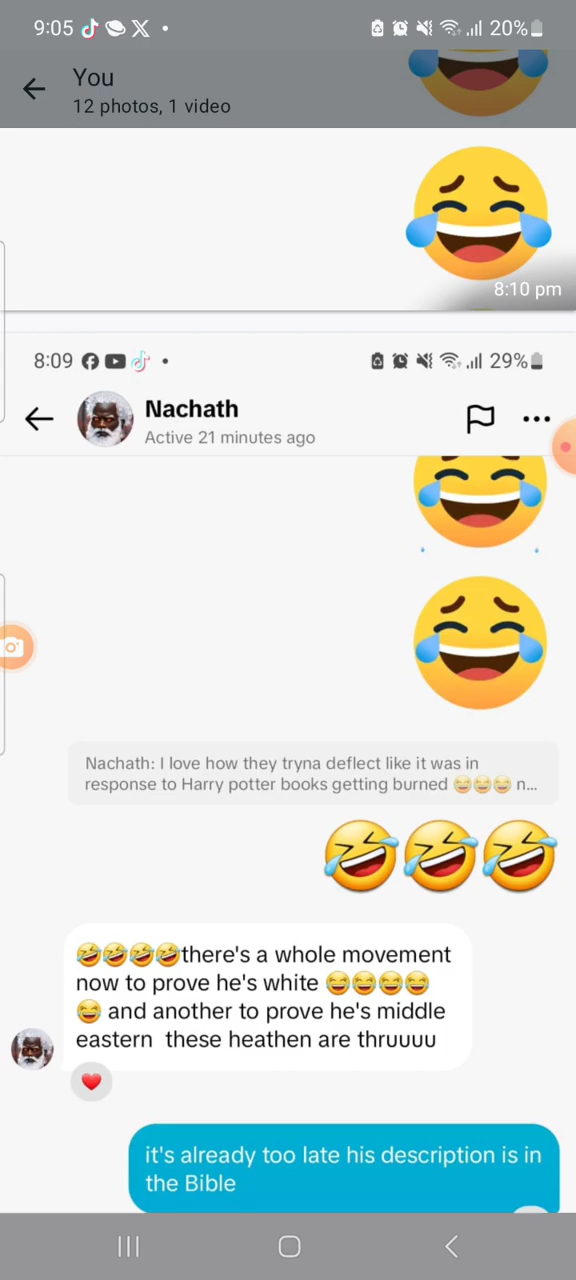 9:05
20%
You
12 photos, 1 video
8:10 pm
8:09
29%
Nachath
Active 21 minutes ago
Nachath: I love how they tryna deflect like it was in
response to Harry potter books getting burned 😂😂😂 n...
🤣🤣🤣
🤣🤣🤣🤣there's a whole movement
now to prove he's white 😂😂😂😂
😂 and another to prove he's middle
eastern  these heathen are thruuuu
it's already too late his description is in
the Bible